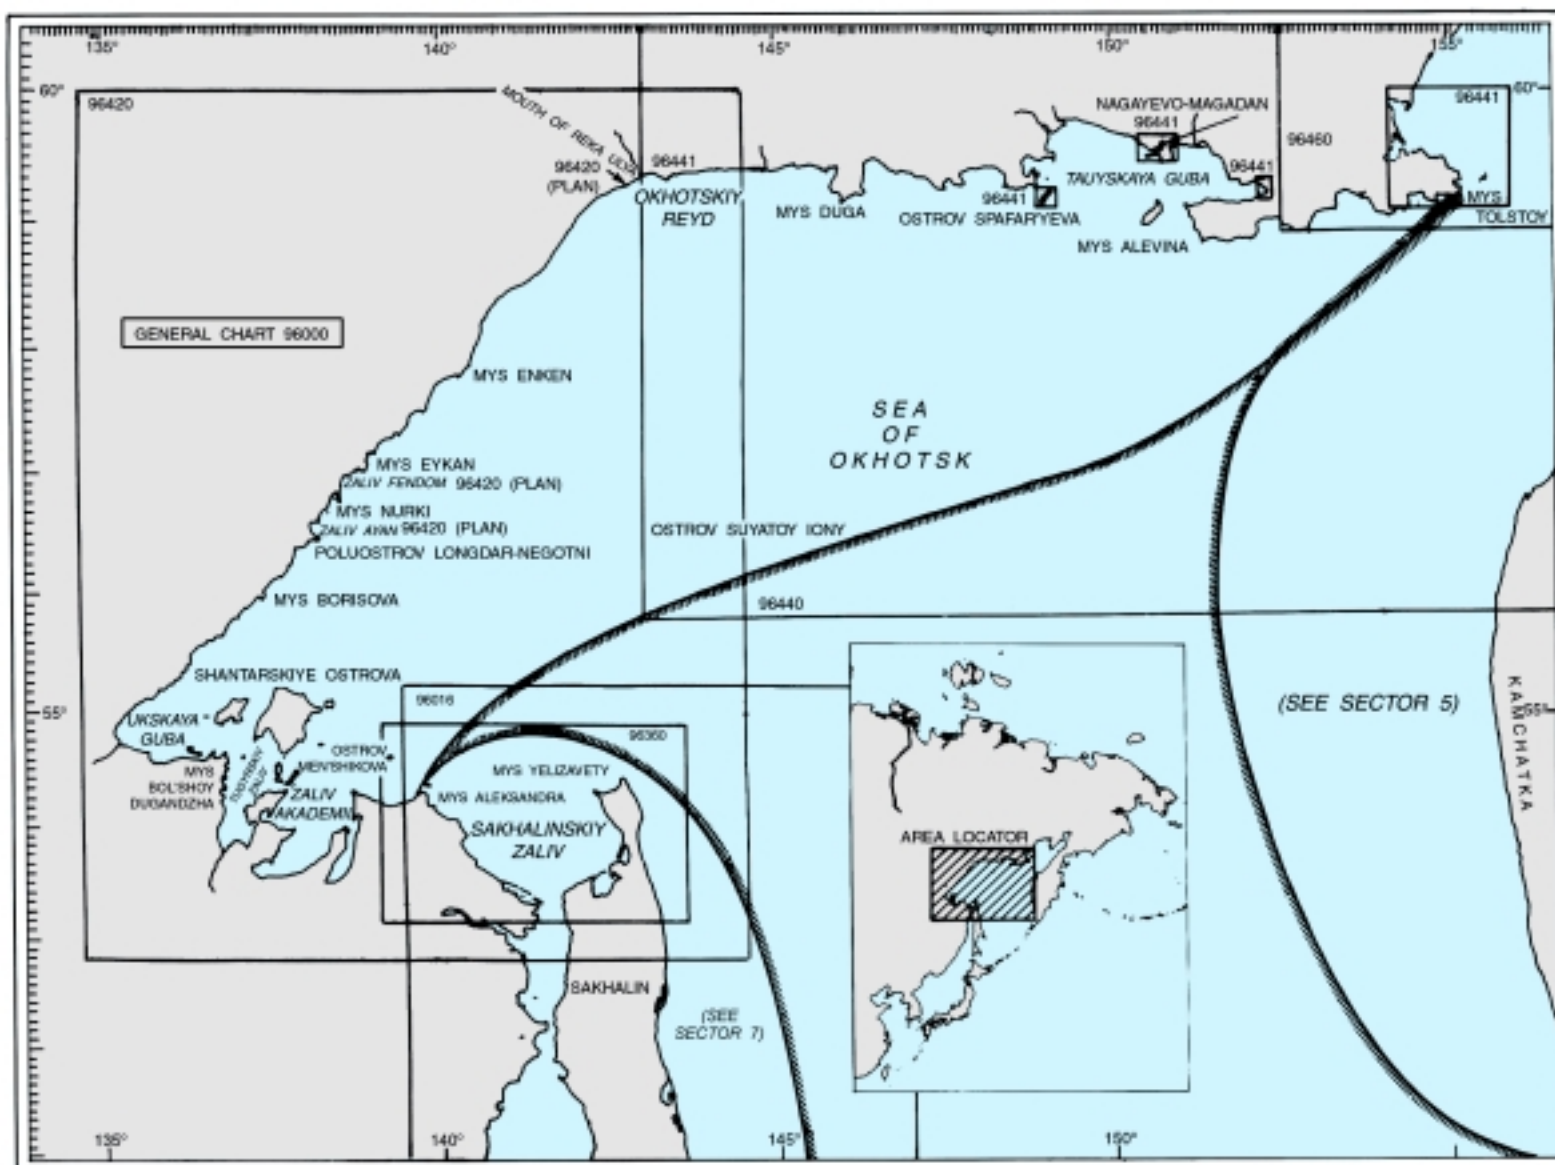 135°
140°
145°
150°
155°
60°
60°
96420
MOUTH OF REKA UDA
96420
(PLAN)
96441
OKHOTSKIY
REYD
MYS DUGA
96441
OSTROV SPAFAR'YEVA
NAGAYEVO-MAGADAN
96441
TAUYSKAYA GUBA
96441
MYS ALEVINA
96460
96441
MYS
TOLSTOY
GENERAL CHART 96000
MYS ENKEN
SEA
OF
OKHOTSK
MYS EYKAN
ZALIV FENDOM 96420 (PLAN)
MYS NURKI
ZALIV AYAN 96420 (PLAN)
POLUOSTROV LONGDAR-NEGOTNI
OSTROV SUYATOY IONY
MYS BORISOVA
96440
SHANTARSKIYE OSTROVA
96016
55°
UKSKAYA
GUBA
(SEE SECTOR 5)
55°
KAMCHATKA
96360
OSTROV
MEN'SHIKOVA
MYS
BOL'SHOY
DUGANDZHA
ZALIV
ZALIV
AKADEMII
MYS YELIZAVETY
MYS ALEKSANDRA
SAKHALINSKIY
ZALIV
AREA LOCATOR
SAKHALIN
(SEE
SECTOR 7)
135°
140°
145°
150°